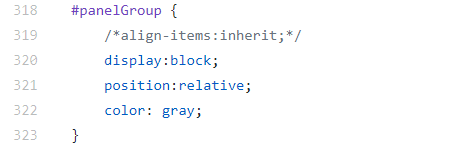 318 #panelGroup {
319 /*align-items:inherit;*/
320 display:block;
321 position:relative;
322 color: gray;
323 }